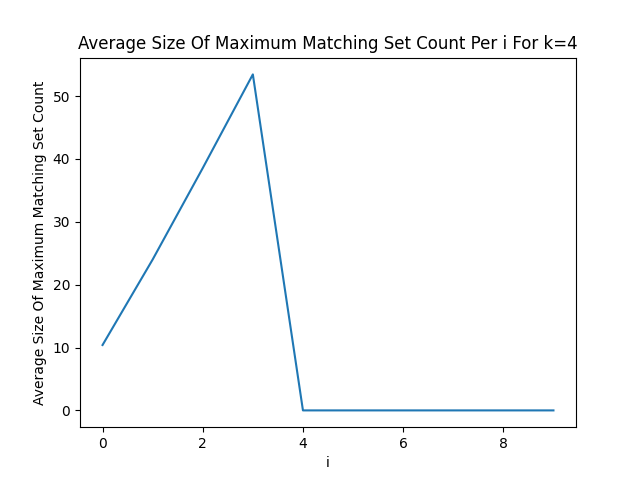 Average Size Of Maximum Matching Set Count Per i For k=4
Average Size Of Maximum Matching Set Count
50
40
30
20
10
0
0 2 4 6 8
i